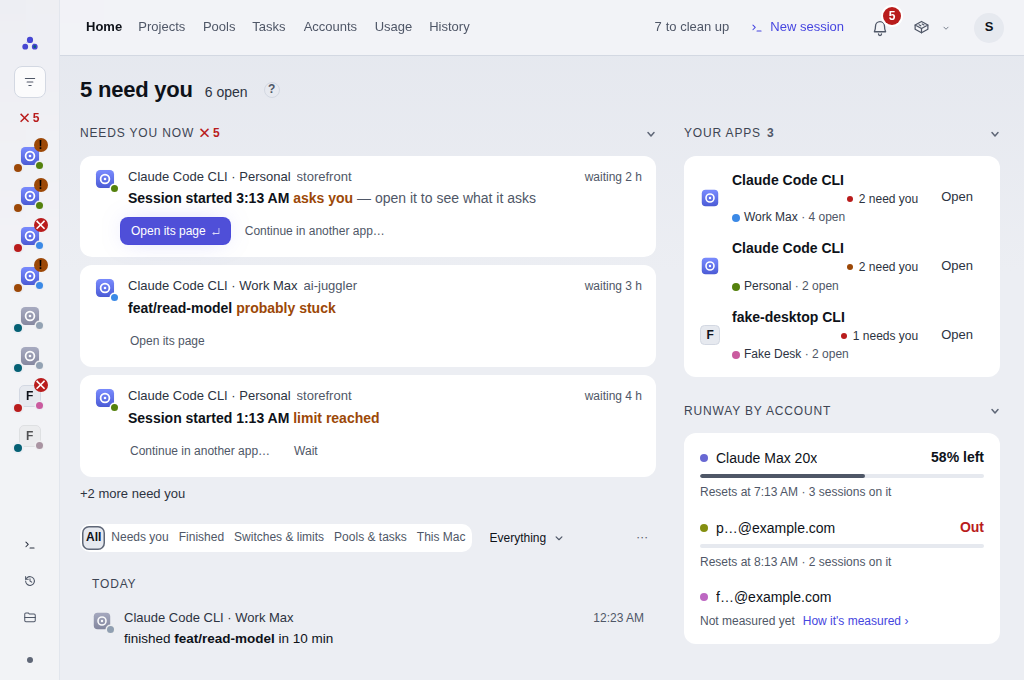 Home Projects Pools Tasks Accounts Usage History
7 to clean up New session 5 S
5
!
!
!
F
F
5 need you 6 open ?
NEEDS YOU NOW 5
Claude Code CLI · Personal storefront waiting 2 h
Session started 3:13 AM asks you — open it to see what it asks
Open its page Continue in another app…
Claude Code CLI · Work Max ai-juggler waiting 3 h
feat/read-model probably stuck
Open its page
Claude Code CLI · Personal storefront waiting 4 h
Session started 1:13 AM limit reached
Continue in another app… Wait
+2 more need you
All Needs you Finished Switches & limits Pools & tasks This Mac Everything ···
TODAY
Claude Code CLI · Work Max 12:23 AM
finished feat/read-model in 10 min
YOUR APPS 3
Claude Code CLI
2 need you Open
Work Max · 4 open
Claude Code CLI
2 need you Open
Personal · 2 open
F fake-desktop CLI
1 needs you Open
Fake Desk · 2 open
RUNWAY BY ACCOUNT
Claude Max 20x 58% left
Resets at 7:13 AM · 3 sessions on it
p…@example.com Out
Resets at 8:13 AM · 2 sessions on it
f…@example.com
Not measured yet How it's measured ›